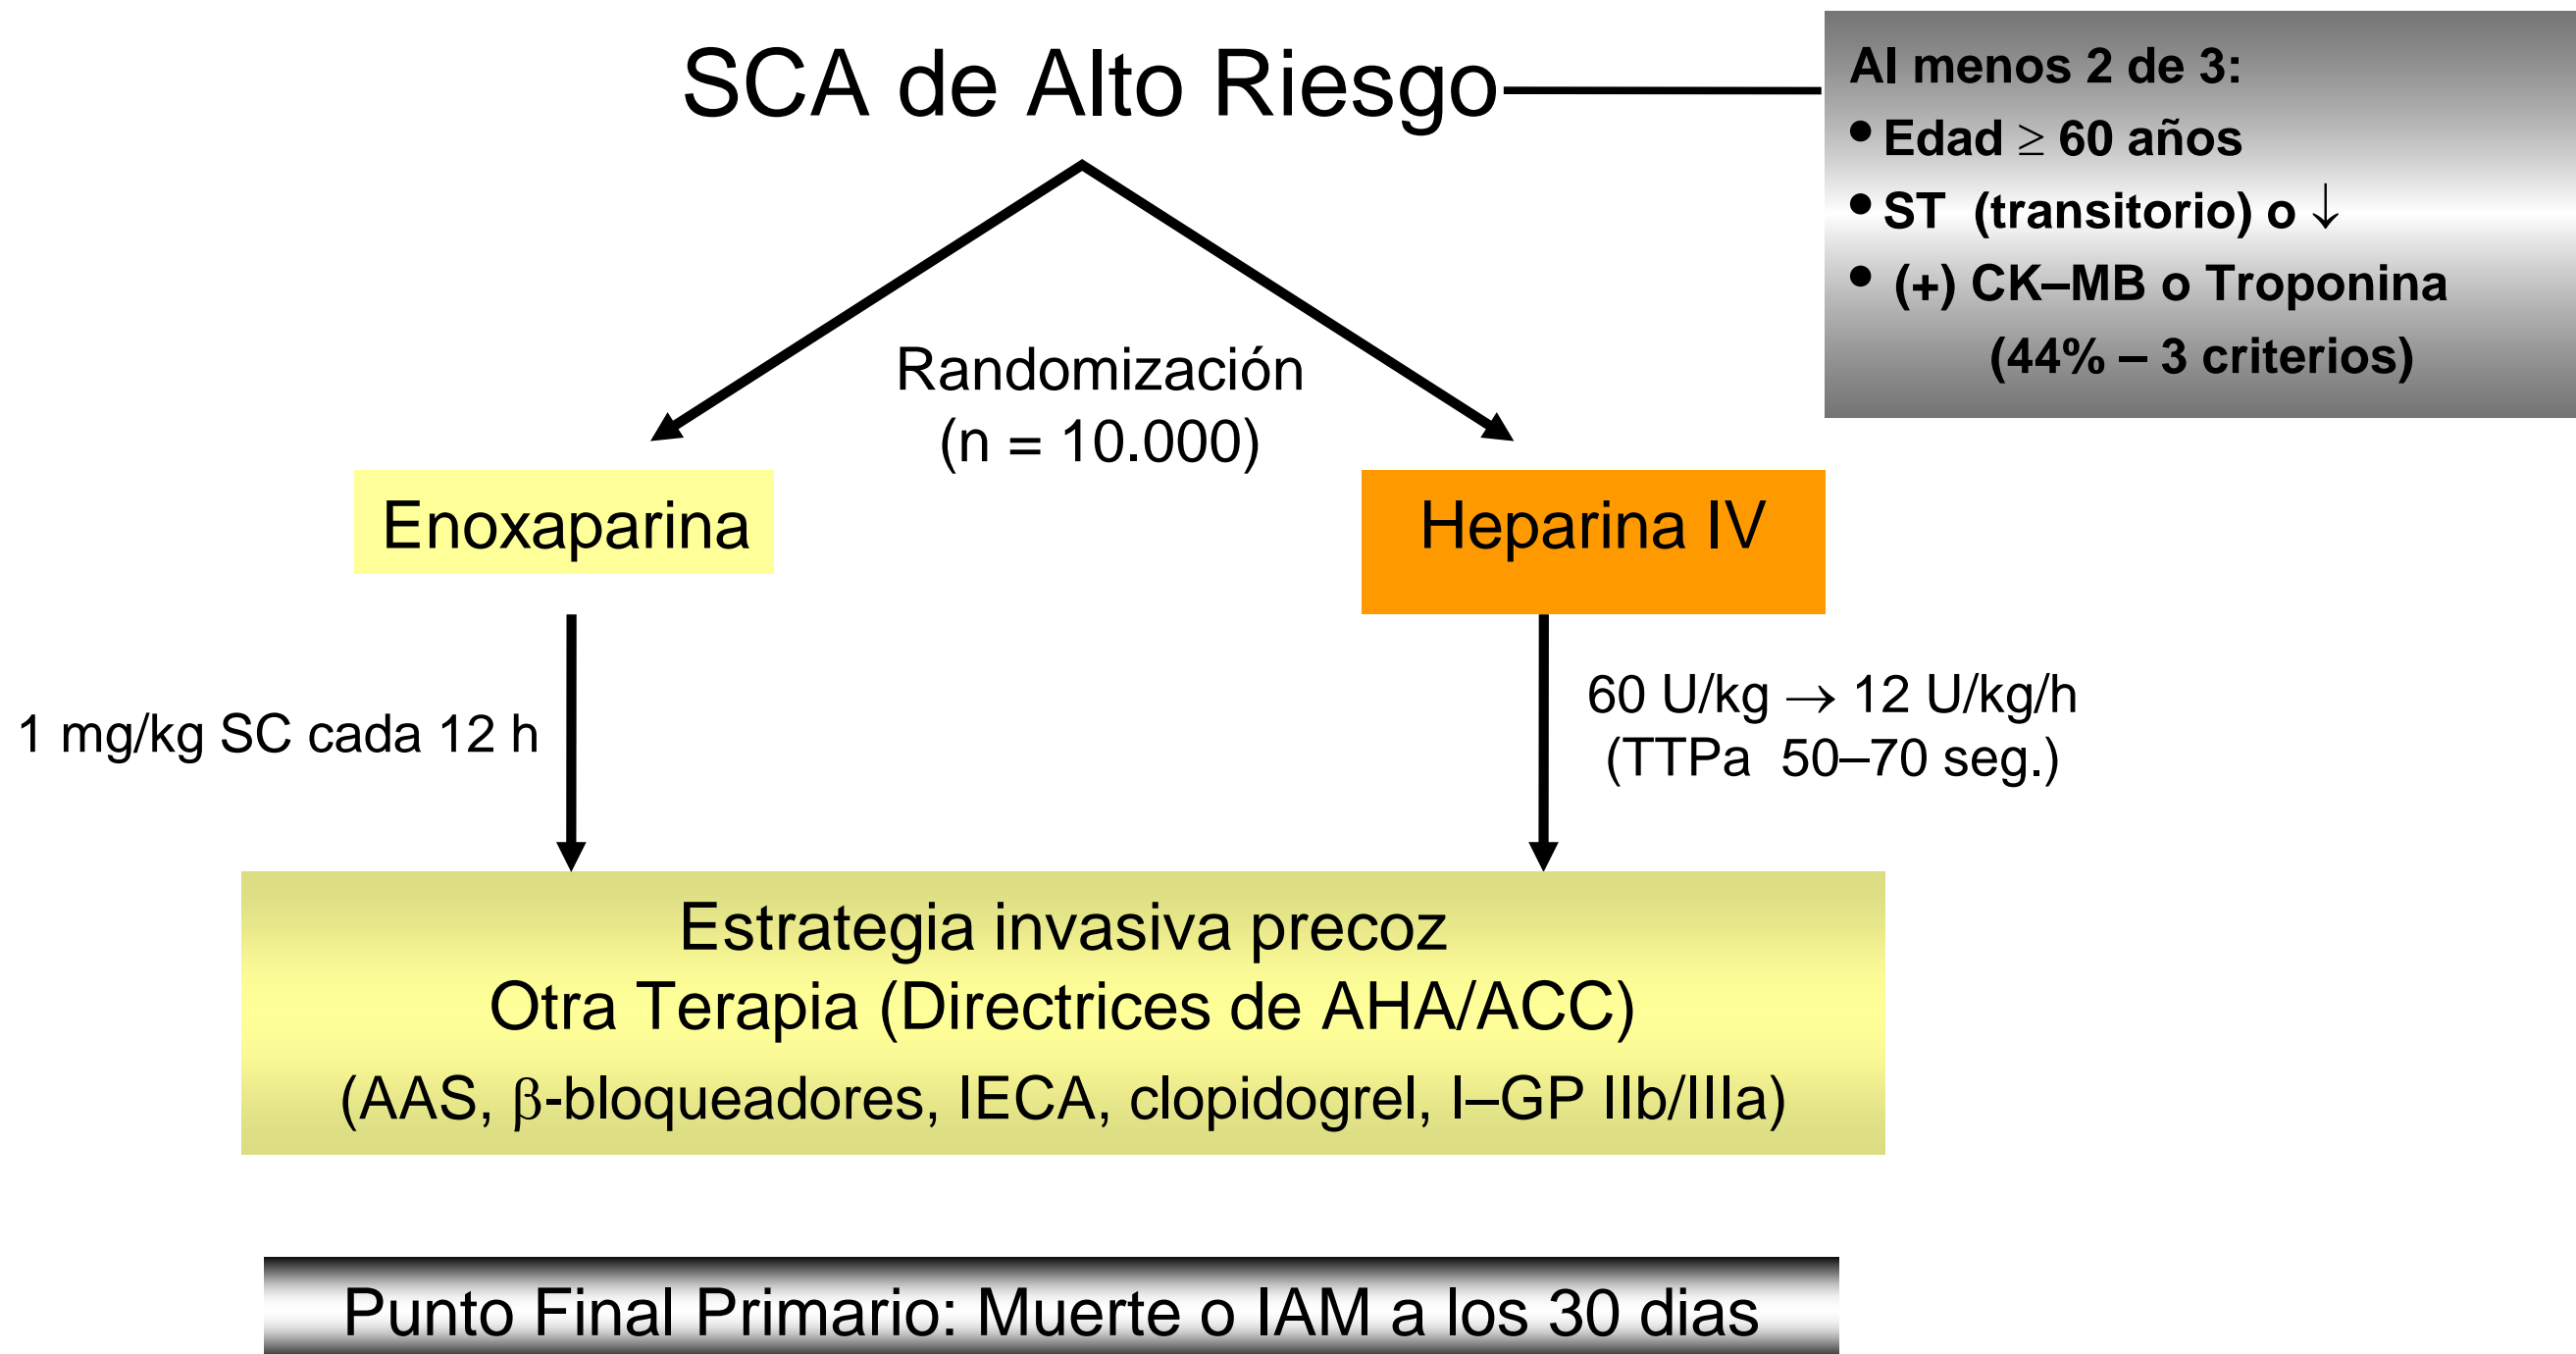 SCA de Alto Riesgo
Al menos 2 de 3:
• Edad ≥ 60 años
• ST (transitorio) o ↓
• (+) CK–MB o Troponina
(44% – 3 criterios)
Randomización
(n = 10.000)
Enoxaparina
Heparina IV
1 mg/kg SC cada 12 h
60 U/kg → 12 U/kg/h
(TTPa 50–70 seg.)
Estrategia invasiva precoz
Otra Terapia (Directrices de AHA/ACC)
(AAS, β-bloqueadores, IECA, clopidogrel, I–GP IIb/IIIa)
Punto Final Primario: Muerte o IAM a los 30 dias